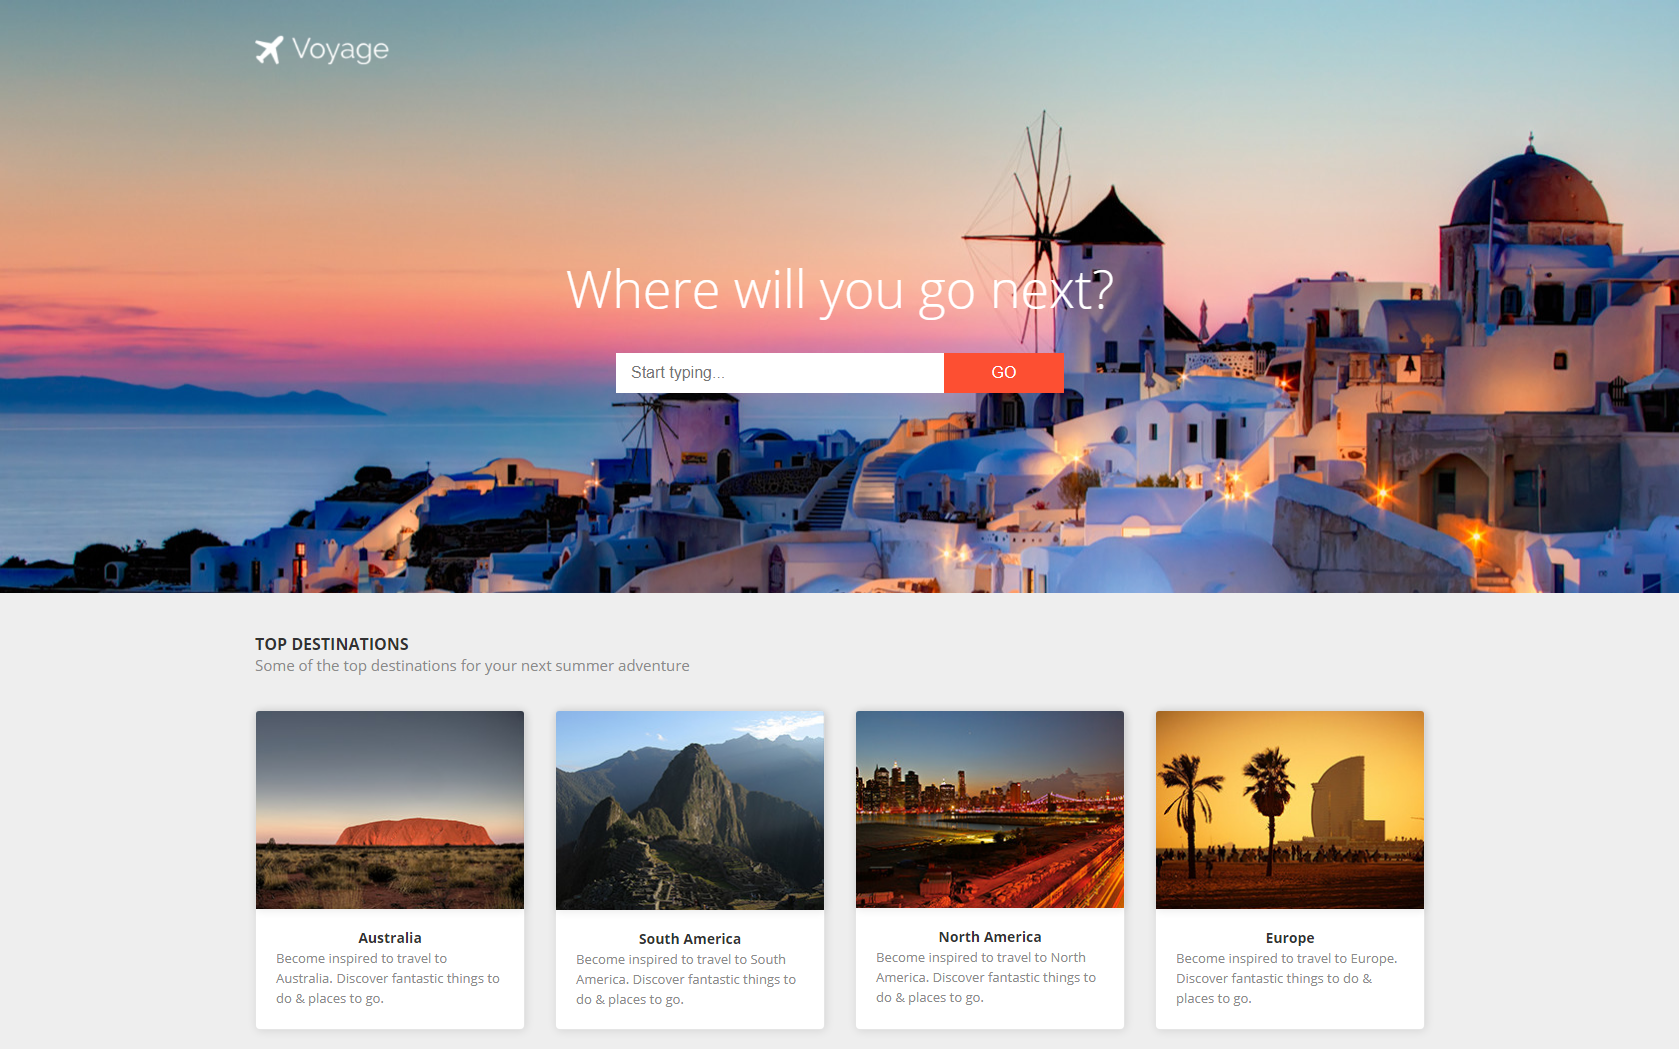 Voyage
Where will you go next?
Start typing...
GO
TOP DESTINATIONS
Some of the top destinations for your next summer adventure
Australia
Become inspired to travel to
Australia. Discover fantastic things to
do & places to go.
South America
Become inspired to travel to South
America. Discover fantastic things to
do & places to go.
North America
Become inspired to travel to North
America. Discover fantastic things to
do & places to go.
Europe
Become inspired to travel to Europe.
Discover fantastic things to do &
places to go.